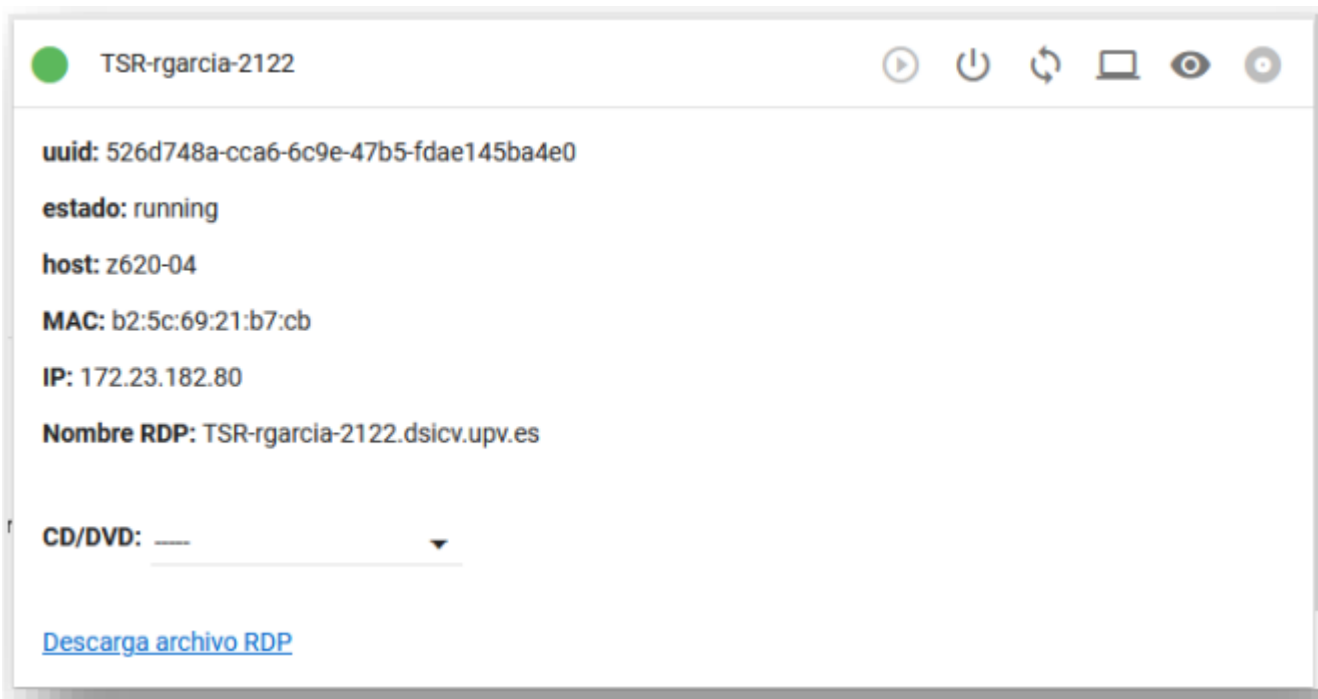 TSR-rgarcia-2122
uuid: 526d748a-cca6-6c9e-47b5-fdae145ba4e0
estado: running
host: z620-04
MAC: b2:5c:69:21:b7:cb
IP: 172.23.182.80
Nombre RDP: TSR-rgarcia-2122.dsicv.upv.es
CD/DVD: -----
Descarga archivo RDP